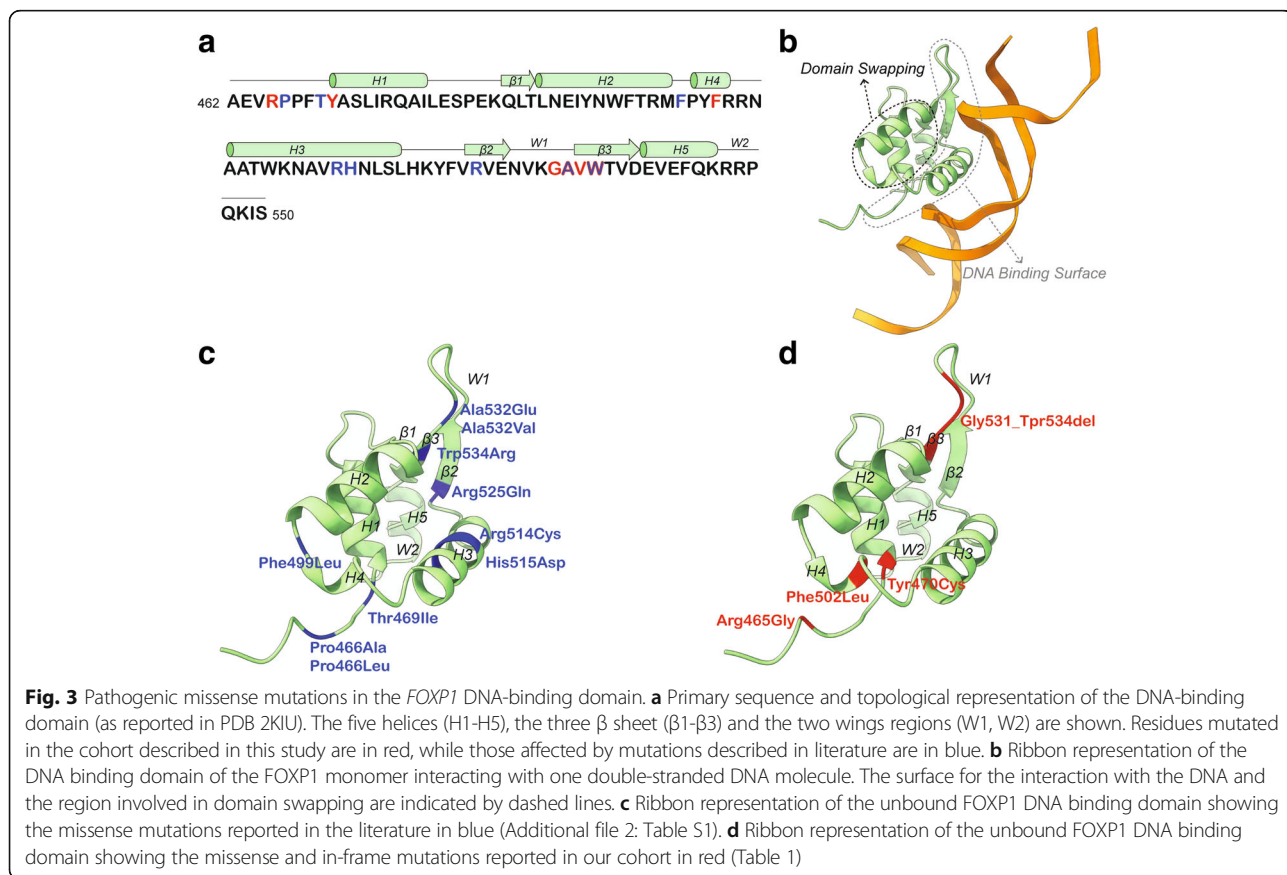 a
H1 β1 H2 H4
462 AEVRPPFTYASLIRQAILESPEKQLTLNEIYNWFTRMFPYFRRN
H3 β2 W1 β3 H5 W2
AATWKNAVRHNLSLHKYFVRVENVKGAVWTVDEVEFQKRRP
QKIS 550
b
Domain Swapping
DNA Binding Surface
c
W1
Ala532Glu
Ala532Val
β1 β3
Trp534Arg
β2
H2
Arg525Gln
H1 H5
Arg514Cys
H3
His515Asp
W2
Phe499Leu
H4
Thr469Ile
Pro466Ala
Pro466Leu
d
W1
Gly531_Tpr534del
β1 β3
β2
H2
H1 H5
W2 H3
H4
Tyr470Cys
Phe502Leu
Arg465Gly
Fig. 3 Pathogenic missense mutations in the FOXP1 DNA-binding domain. a Primary sequence and topological representation of the DNA-binding
domain (as reported in PDB 2KIU). The five helices (H1-H5), the three β sheet (β1-β3) and the two wings regions (W1, W2) are shown. Residues mutated
in the cohort described in this study are in red, while those affected by mutations described in literature are in blue. b Ribbon representation of the
DNA binding domain of the FOXP1 monomer interacting with one double-stranded DNA molecule. The surface for the interaction with the DNA and
the region involved in domain swapping are indicated by dashed lines. c Ribbon representation of the unbound FOXP1 DNA binding domain showing
the missense mutations reported in the literature in blue (Additional file 2: Table S1). d Ribbon representation of the unbound FOXP1 DNA binding
domain showing the missense and in-frame mutations reported in our cohort in red (Table 1)